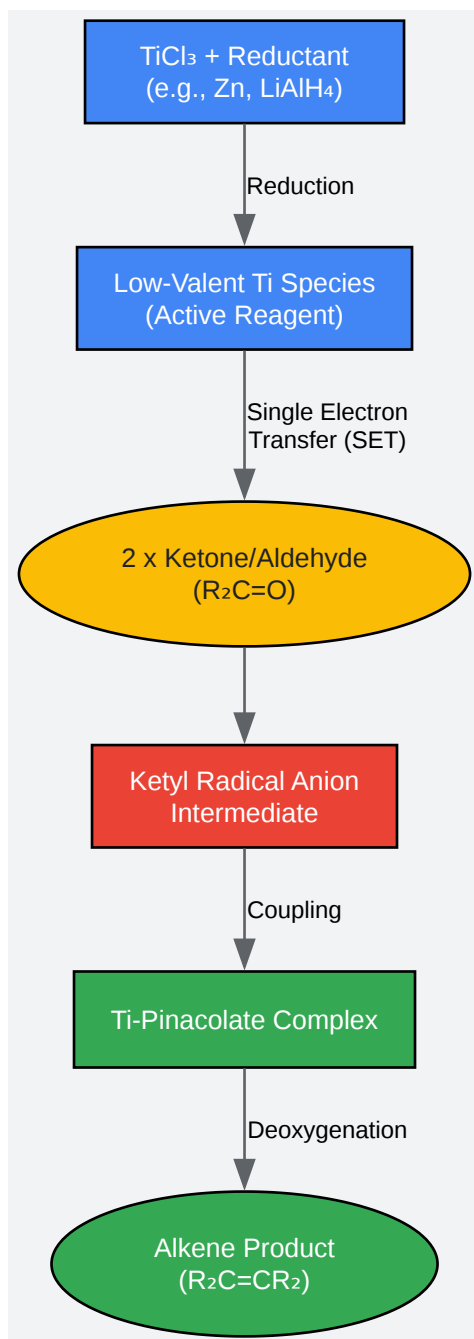 TiCl₃ + Reductant
(e.g., Zn, LiAlH₄)
Reduction
Low-Valent Ti Species
(Active Reagent)
Single Electron
Transfer (SET)
2 x Ketone/Aldehyde
(R₂C=O)
Ketyl Radical Anion
Intermediate
Coupling
Ti-Pinacolate Complex
Deoxygenation
Alkene Product
(R₂C=CR₂)